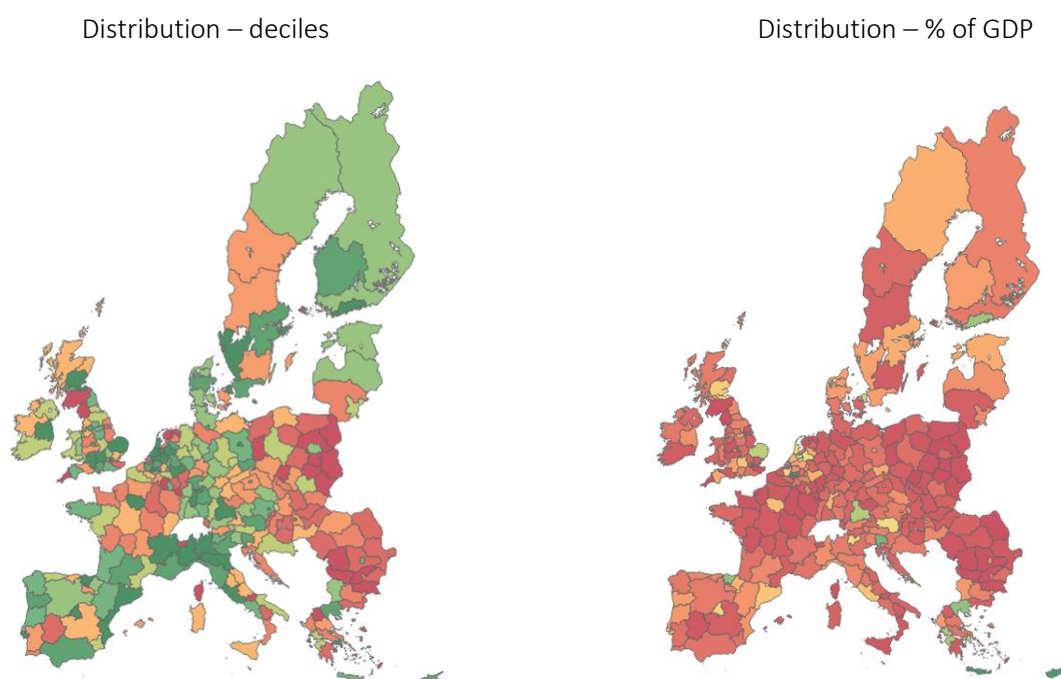 Distribution – deciles
Distribution – % of GDP